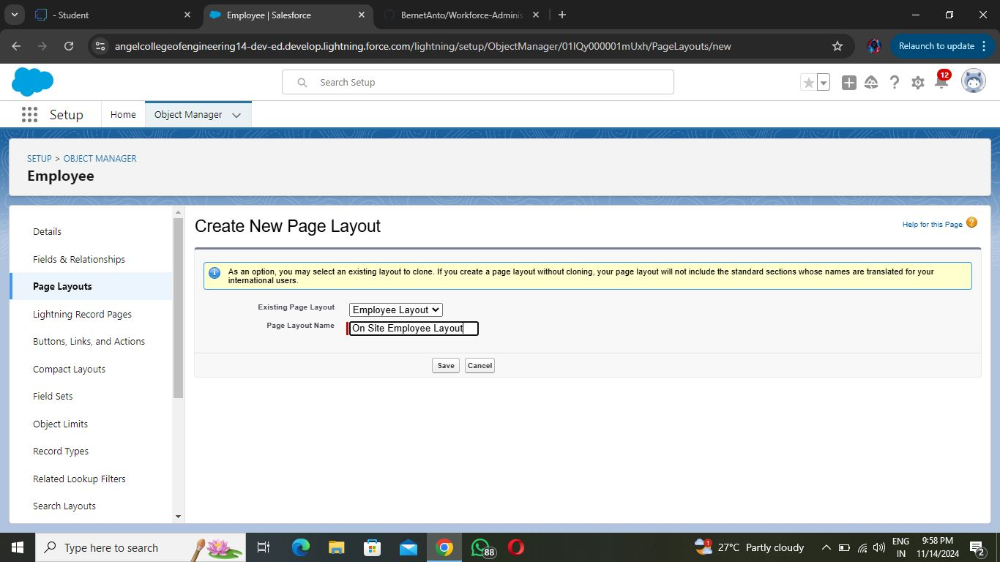 - Student
Employee | Salesforce
BernetAnto/Workforce-Adminis
angelcollegeofengineering14-dev-ed.develop.lightning.force.com/lightning/setup/ObjectManager/01IQy000001mUxh/PageLayouts/new
Relaunch to update
Search Setup
12
Setup
Home
Object Manager
SETUP > OBJECT MANAGER
Employee
Details
Fields & Relationships
Page Layouts
Lightning Record Pages
Buttons, Links, and Actions
Compact Layouts
Field Sets
Object Limits
Record Types
Related Lookup Filters
Search Layouts
Create New Page Layout
Help for this Page
As an option, you may select an existing layout to clone. If you create a page layout without cloning, your page layout will not include the standard sections whose names are translated for your
international users.
Existing Page Layout Employee Layout
Page Layout Name On Site Employee Layout
Save Cancel
Type here to search
88
1
27°C Partly cloudy
ENG
IN
9:58 PM
11/14/2024
2